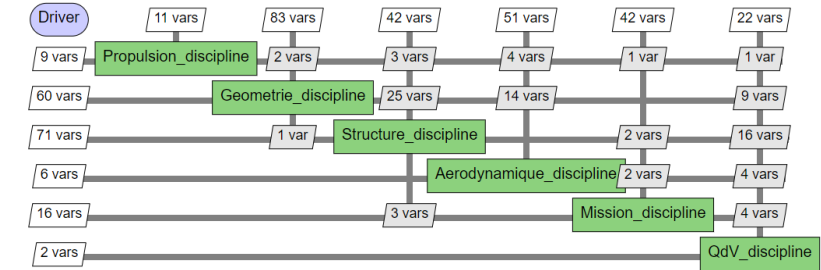 Driver 11 vars 83 vars 42 vars 51 vars 42 vars 22 vars
9 vars Propulsion_discipline 2 vars 3 vars 4 vars 1 var 1 var
60 vars Geometrie_discipline 25 vars 14 vars 9 vars
71 vars 1 var Structure_discipline 2 vars 16 vars
6 vars Aerodynamique_discipline 2 vars 4 vars
16 vars 3 vars Mission_discipline 4 vars
2 vars QdV_discipline